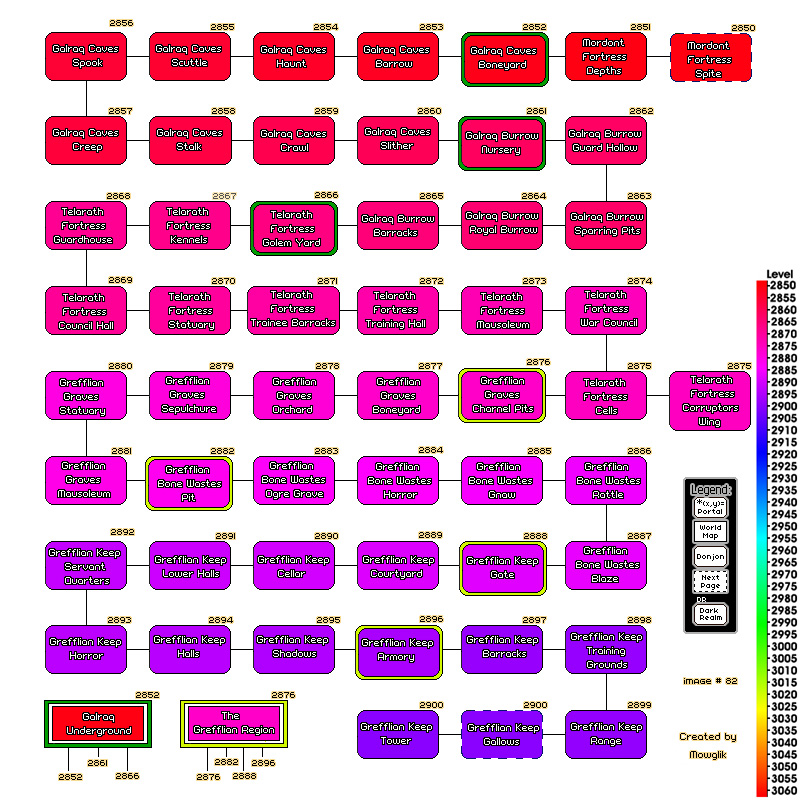 2856 2855 2854 2853 2852 2851 2850
Galraq Caves Spook
Galraq Caves Scuttle
Galraq Caves Haunt
Galraq Caves Barrow
Galraq Caves Boneyard
Mordont Fortress Depths
Mordont Fortress Spite
2857 2858 2859 2860 2861 2862
Galraq Caves Creep
Galraq Caves Stalk
Galraq Caves Crawl
Galraq Caves Slither
Galraq Burrow Nursery
Galraq Burrow Guard Hollow
2868 2867 2866 2865 2864 2863
Telarath Fortress Guardhouse
Telarath Fortress Kennels
Telarath Fortress Golem Yard
Galraq Burrow Barracks
Galraq Burrow Royal Burrow
Galraq Burrow Sparring Pits
2869 2870 2871 2872 2873 2874
Telarath Fortress Council Hall
Telarath Fortress Statuary
Telarath Fortress Trainee Barracks
Telarath Fortress Training Hall
Telarath Fortress Mausoleum
Telarath Fortress War Council
2880 2879 2878 2877 2876 2875 2875
Grefflian Graves Statuary
Grefflian Graves Sepulchure
Grefflian Graves Orchard
Grefflian Graves Boneyard
Grefflian Graves Charnel Pits
Telarath Fortress Cells
Telarath Fortress Corruptors Wing
2881 2882 2883 2884 2885 2886
Grefflian Graves Mausoleum
Grefflian Bone Wastes Pit
Grefflian Bone Wastes Ogre Grave
Grefflian Bone Wastes Horror
Grefflian Bone Wastes Gnaw
Grefflian Bone Wastes Rattle
2892 2891 2890 2889 2888 2887
Grefflian Keep Servant Quarters
Grefflian Keep Lower Halls
Grefflian Keep Cellar
Grefflian Keep Courtyard
Grefflian Keep Gate
Grefflian Bone Wastes Blaze
2893 2894 2895 2896 2897 2898
Grefflian Keep Horror
Grefflian Keep Halls
Grefflian Keep Shadows
Grefflian Keep Armory
Grefflian Keep Barracks
Grefflian Keep Training Grounds
2852 2876 2900 2900 2899
Galraq Underground
The Grefflian Region
Grefflian Keep Tower
Grefflian Keep Gallows
Grefflian Keep Range
2852 2861 2866
2876 2882 2888 2896
Level
2850
2855
2860
2865
2870
2875
2880
2885
2890
2895
2900
2905
2910
2915
2920
2925
2930
2935
2940
2945
2950
2955
2960
2965
2970
2975
2980
2985
2990
2995
3000
3005
3010
3015
3020
3025
3030
3035
3040
3045
3050
3055
3060
Legend:
*(x,y)=
Portal
World
Map
Donjon
Next
Page
OR
Dark
Realm
image # 82
Created by
Mowglik